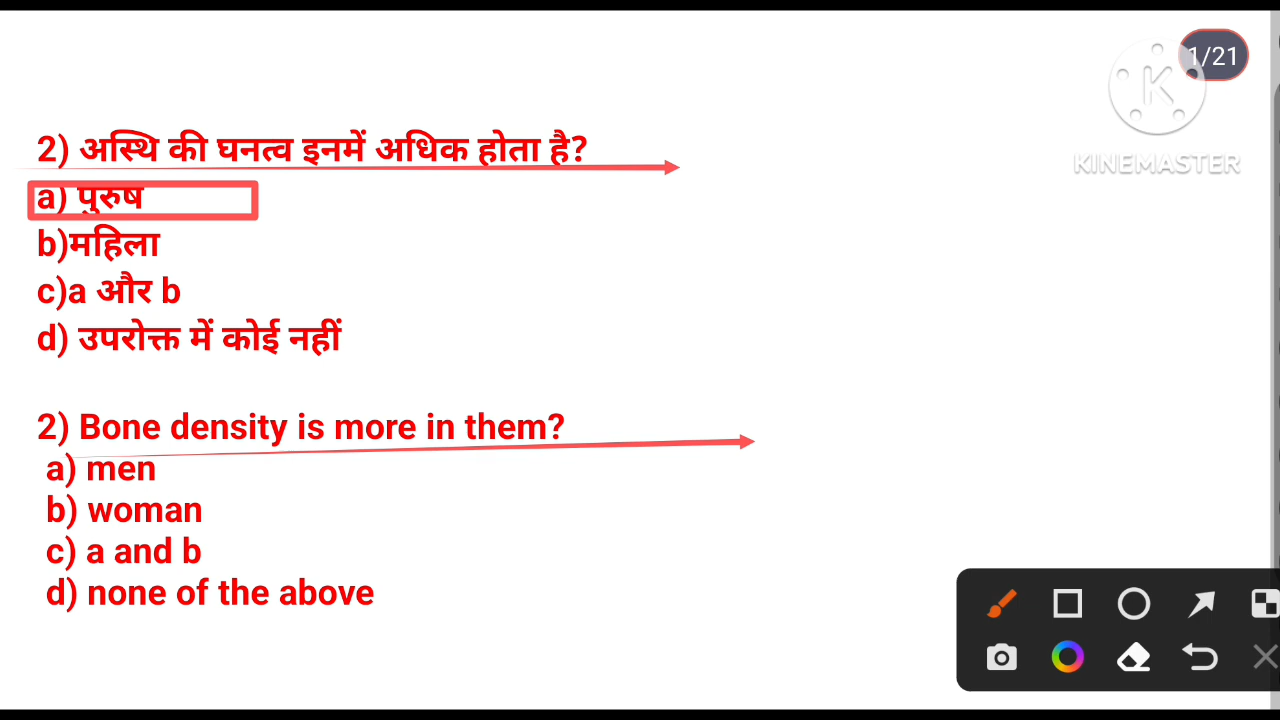 1/21
KINEMASTER
2) अस्थि की घनत्व इनमें अधिक होता है?
a) पुरुष
b)महिला
c)a और b
d) उपरोक्त में कोई नहीं
2) Bone density is more in them?
a) men
b) woman
c) a and b
d) none of the above